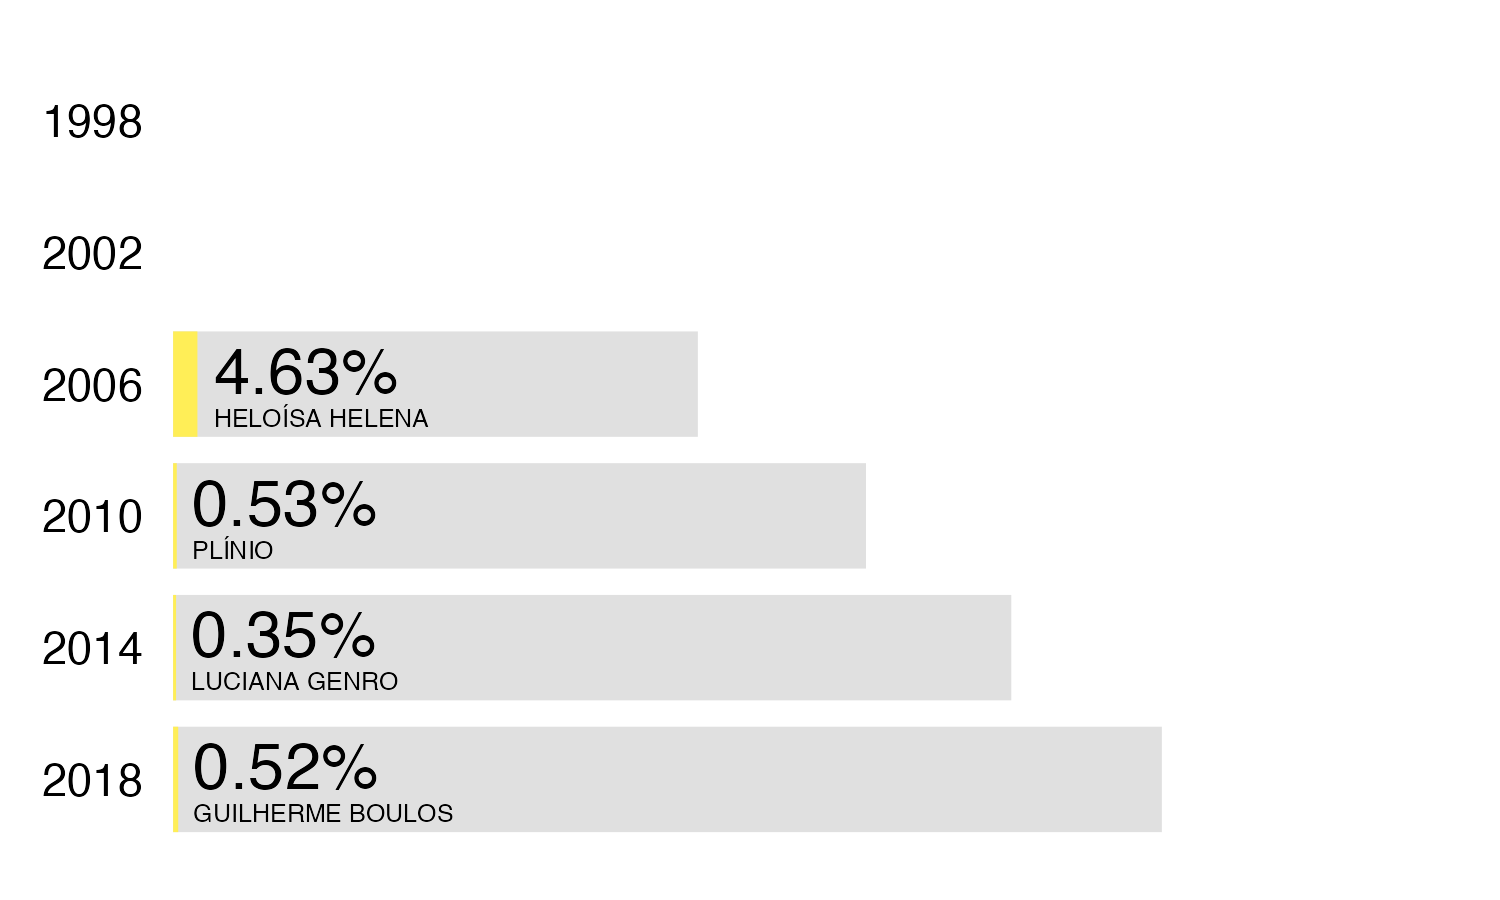 1998
2002
2006
4.63%
HELOÍSA HELENA
2010
0.53%
PLÍNIO
2014
0.35%
LUCIANA GENRO
2018
0.52%
GUILHERME BOULOS